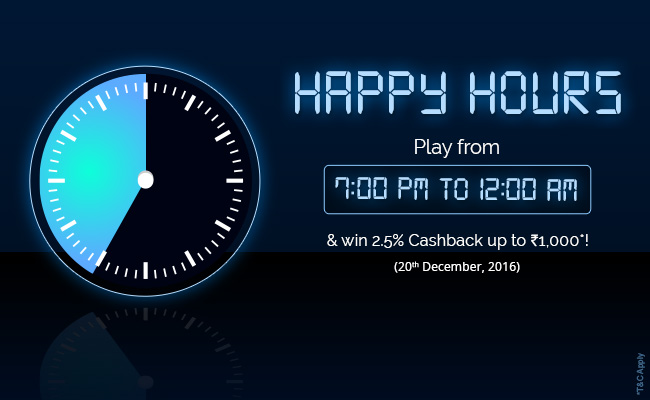 HAPPY HOURS
Play from
7:00 PM TO 12:00 AM
& win 2.5% Cashback up to ₹1,000*!
(20th December, 2016)
*T&C Apply